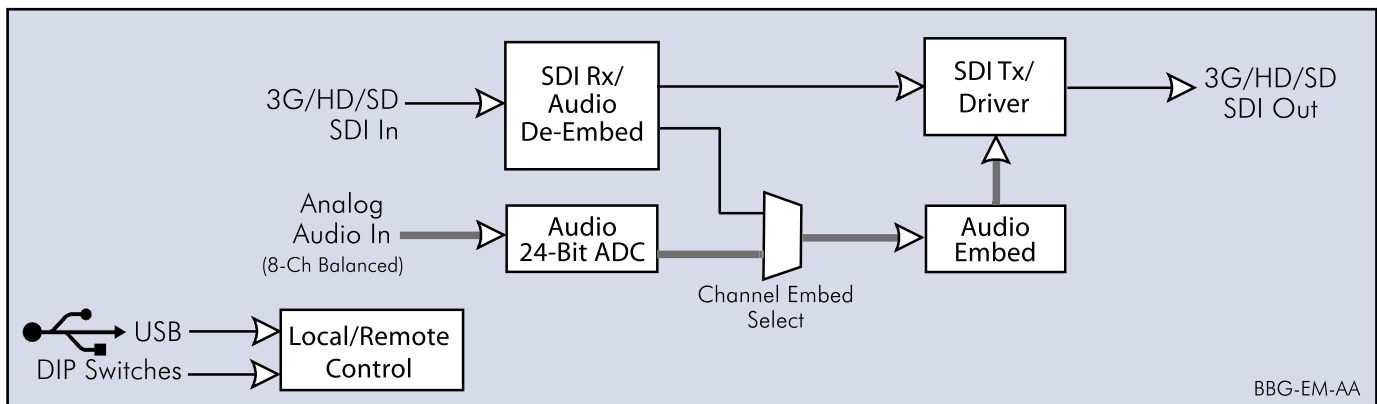 3G/HD/SD
SDI In
SDI Rx/
Audio
De-Embed
SDI Tx/
Driver
3G/HD/SD
SDI Out
Analog
Audio In
(8-Ch Balanced)
Audio
24-Bit ADC
Channel Embed
Select
Audio
Embed
USB
DIP Switches
Local/Remote
Control
BBG-EM-AA